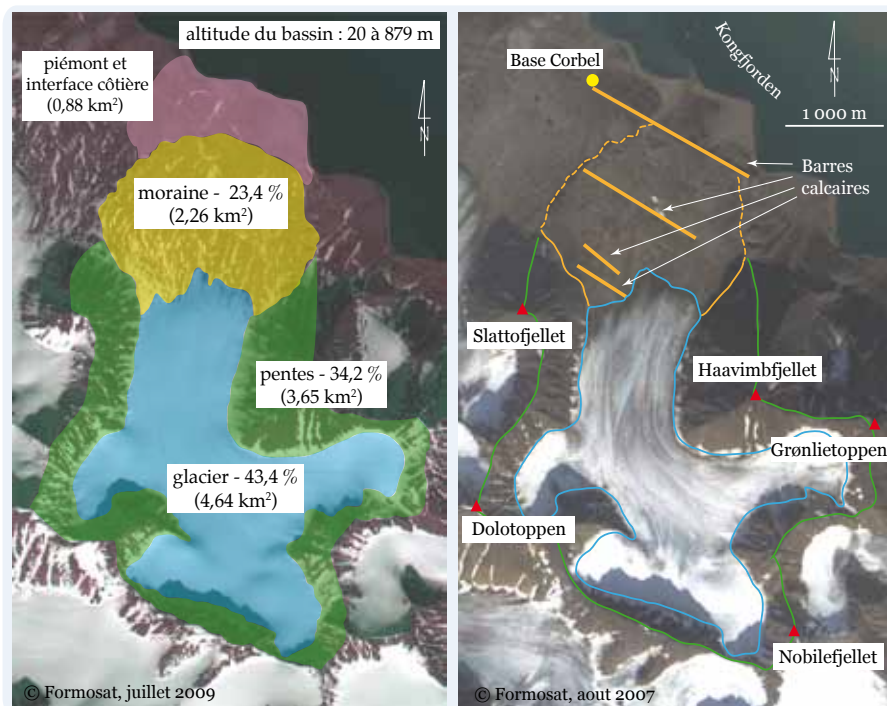 altitude du bassin : 20 à 879 m
piémont et
interface côtière
(0,88 km²)
N
moraine - 23,4 %
(2,26 km²)
pentes - 34,2 %
(3,65 km²)
glacier - 43,4 %
(4,64 km²)
© Formosat, juillet 2009
Kongfjorden
Base Corbel
N
1 000 m
Barres
calcaires
Slattofjellet
Haavimbfjellet
Grønlietoppen
Dolotoppen
Nobilefjellet
© Formosat, aout 2007